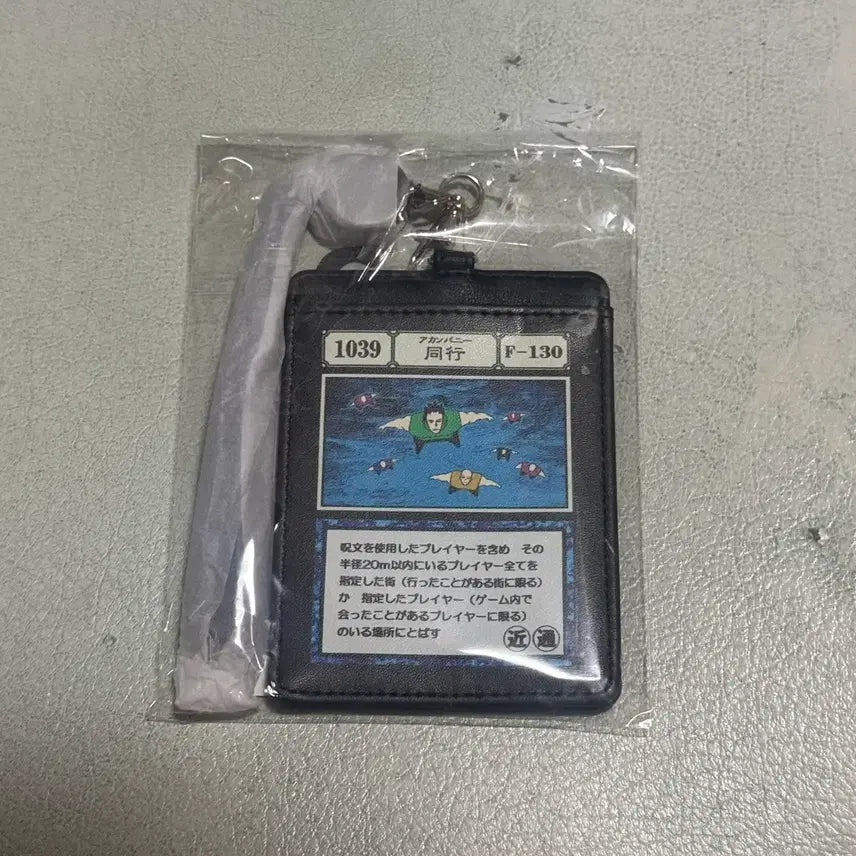 1039
アカンパニー
同行
F-130
呪文を使用したプレイヤーを含め その
半径20m以内にいるプレイヤー全てを
指定した街（行ったことがある街に限る）
か 指定したプレイヤー（ゲーム内で
会ったことがあるプレイヤーに限る）
のいる場所にとばす
近 通